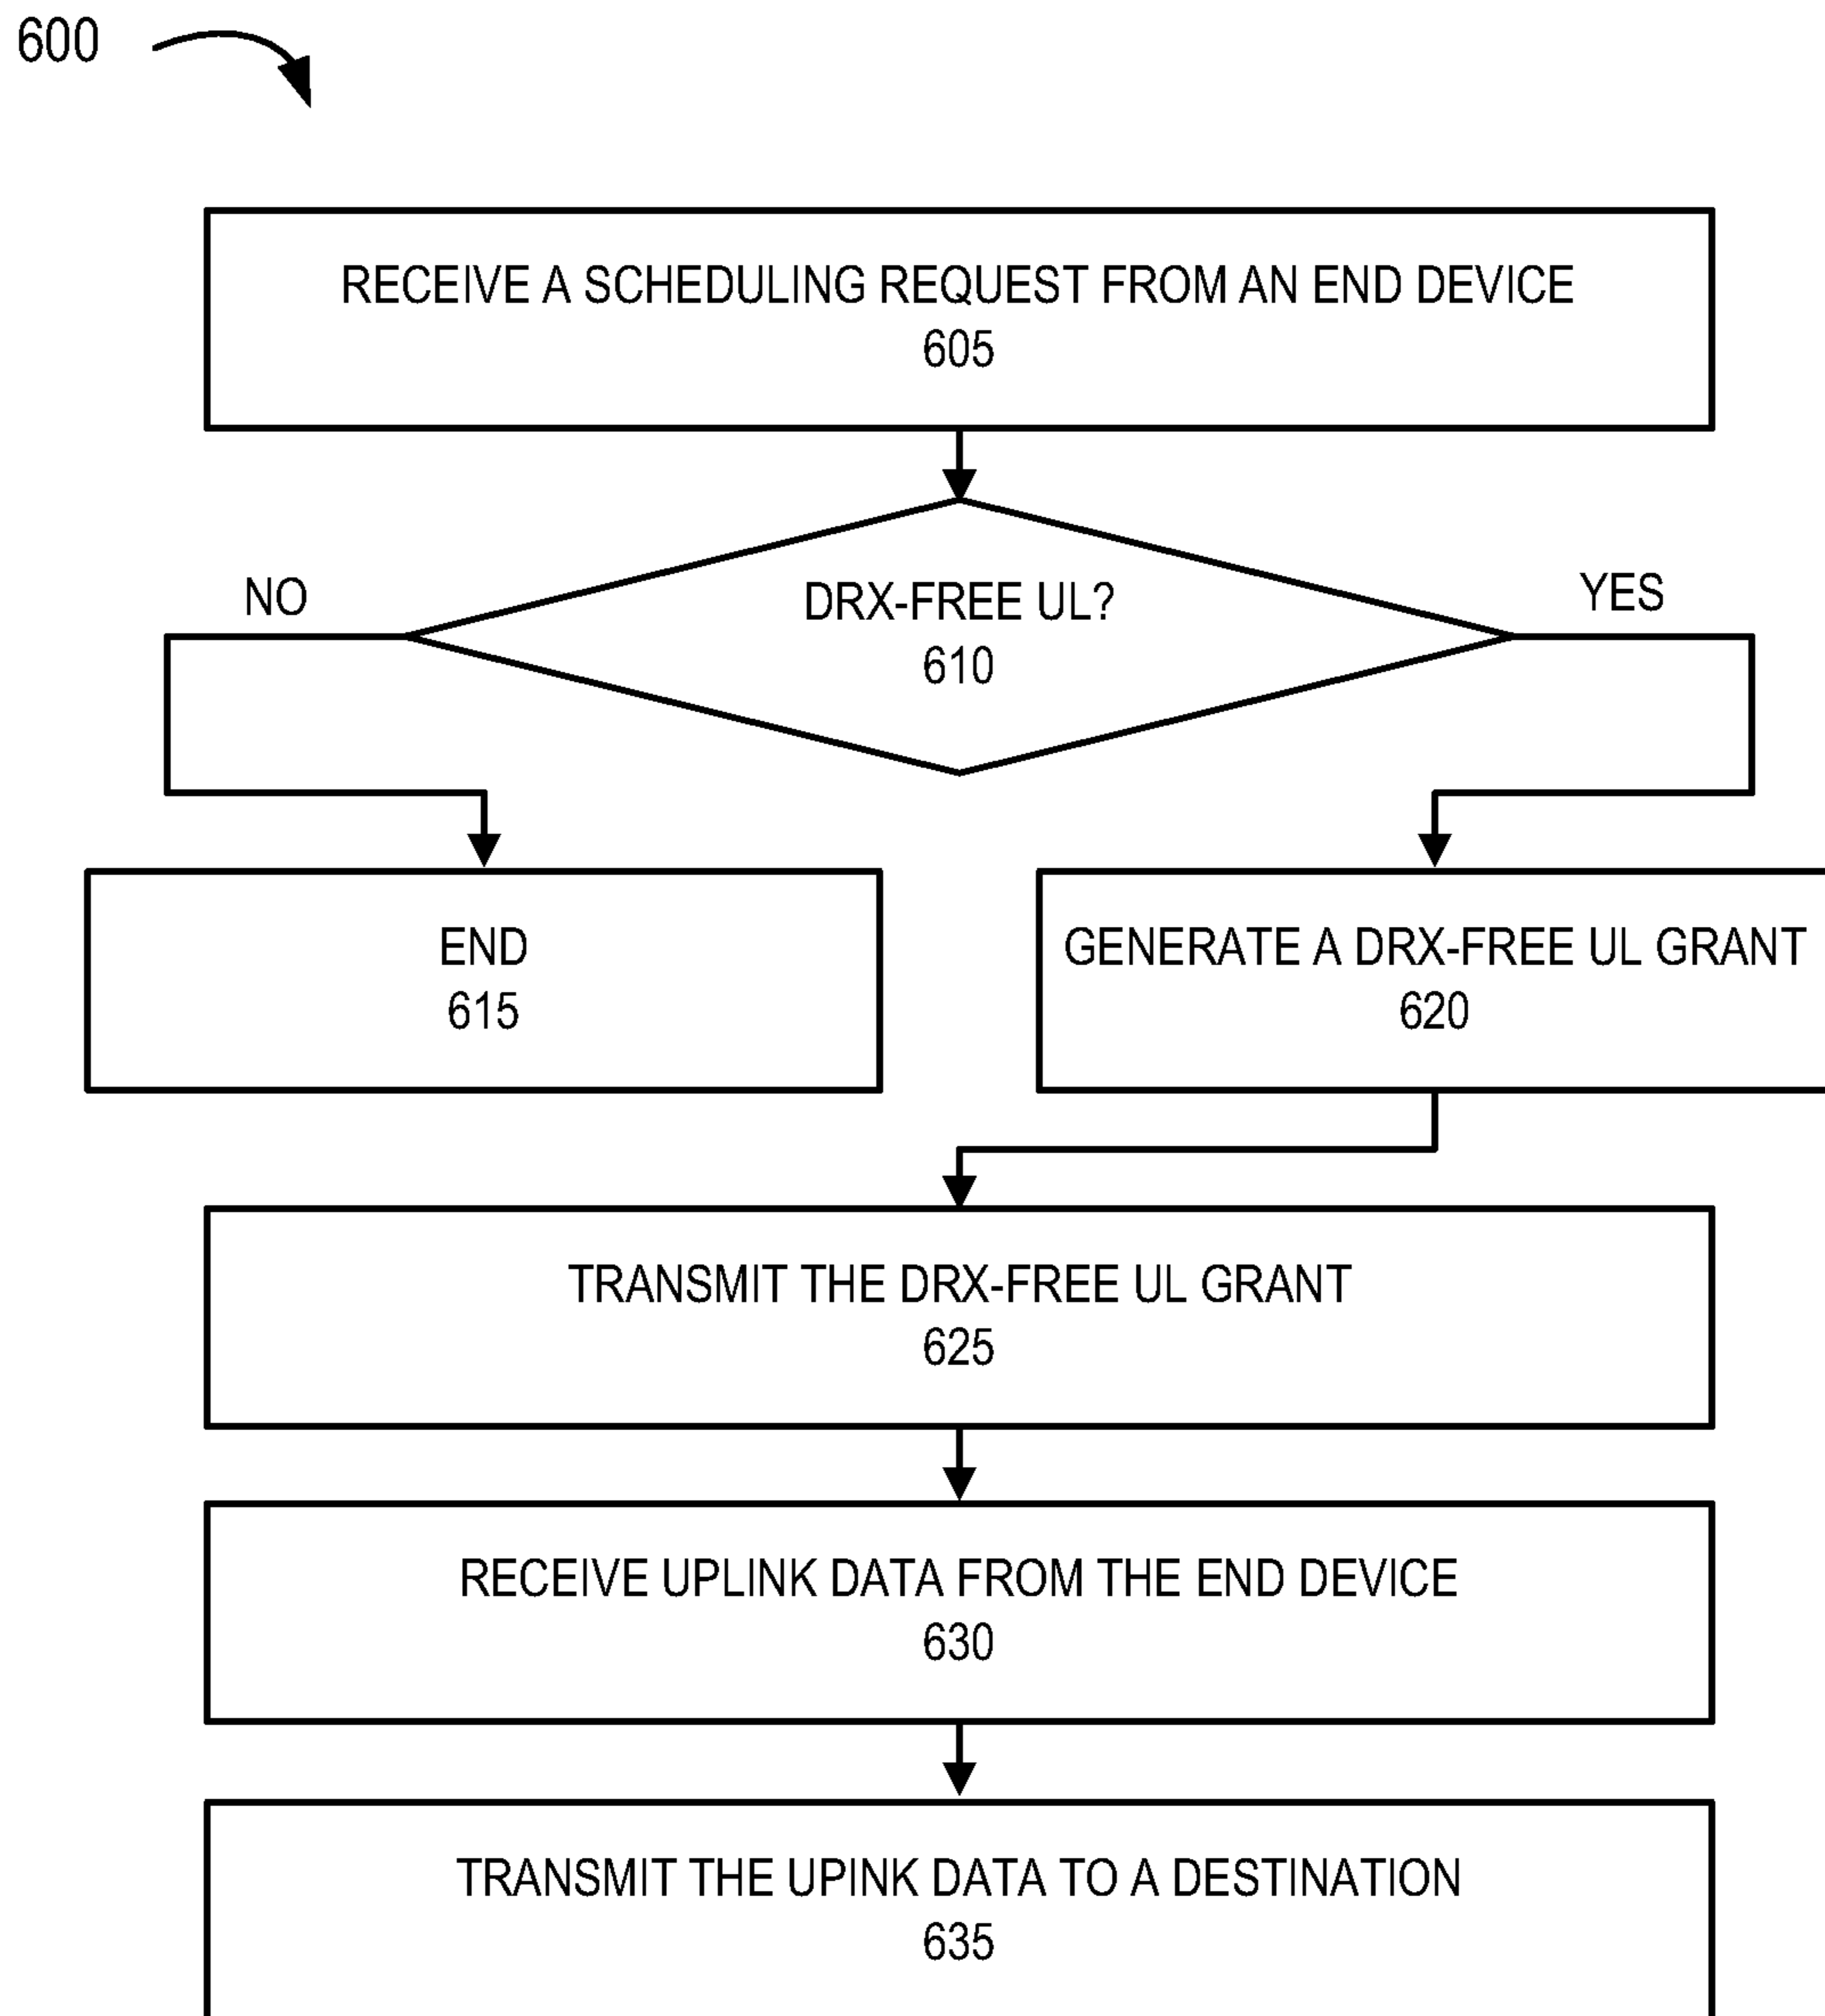 600
RECEIVE A SCHEDULING REQUEST FROM AN END DEVICE
605
DRX-FREE UL?
610
NO
YES
END
615
GENERATE A DRX-FREE UL GRANT
620
TRANSMIT THE DRX-FREE UL GRANT
625
RECEIVE UPLINK DATA FROM THE END DEVICE
630
TRANSMIT THE UPINK DATA TO A DESTINATION
635